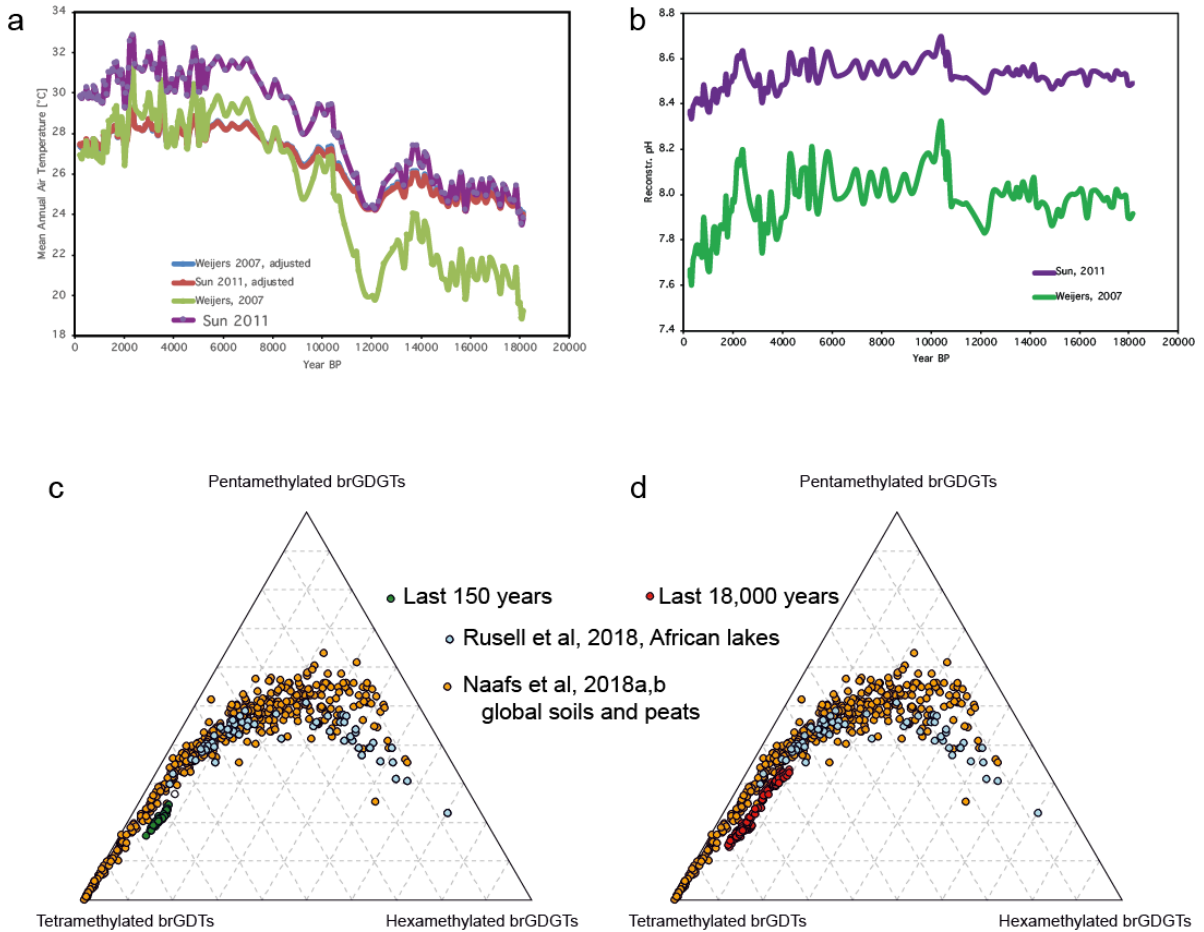 a
34
32
30
28
26
24
22
20
18
Mean Annual Air Temperature [°C]
0 2000 4000 6000 8000 10000 12000 14000 16000 18000 20000
Year BP
Weijers 2007, adjusted
Sun 2011, adjusted
Weijers, 2007
Sun 2011
b
8.8
8.6
8.4
8.2
8.0
7.8
7.6
7.4
Reconstr. pH
0 2000 4000 6000 8000 10000 12000 14000 16000 18000 20000
Year BP
Sun, 2011
Weijers, 2007
c
Pentamethylated brGDGTs
Tetramethylated brGDTs
Hexamethylated brGDGTs
Last 150 years
Last 18,000 years
Rusell et al, 2018, African lakes
Naafs et al, 2018a,b
global soils and peats
d
Pentamethylated brGDGTs
Tetramethylated brGDTs
Hexamethylated brGDGTs